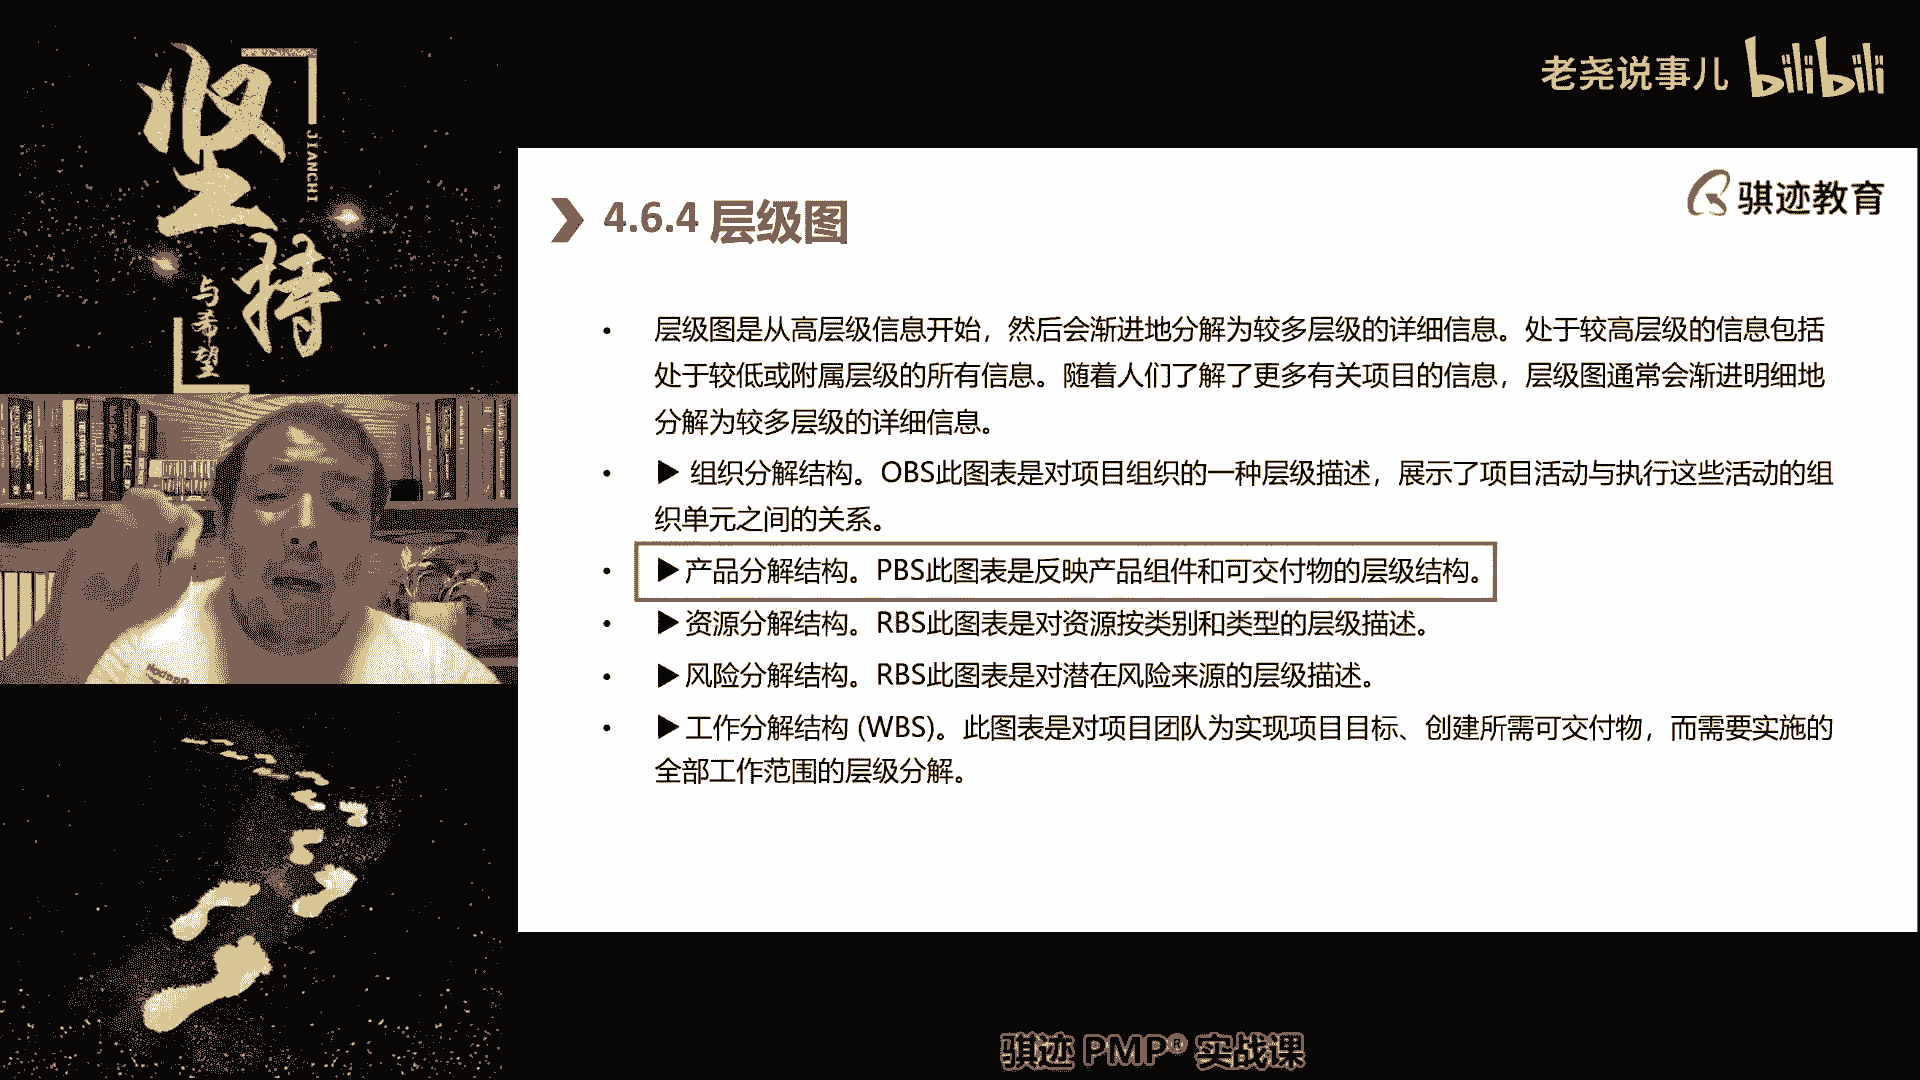 坚持
JIANCHI
与希望
老尧说事儿 bilibili
骐迹教育
4.6.4 层级图
• 层级图是从高层级信息开始，然后会渐进地分解为较多层级的详细信息。处于较高层级的信息包括
处于较低或附属层级的所有信息。随着人们了解了更多有关项目的信息，层级图通常会渐进明细地
分解为较多层级的详细信息。
• ▶ 组织分解结构。OBS此图表是对项目组织的一种层级描述，展示了项目活动与执行这些活动的组
织单元之间的关系。
• ▶产品分解结构。PBS此图表是反映产品组件和可交付物的层级结构。
• ▶资源分解结构。RBS此图表是对资源按类别和类型的层级描述。
• ▶风险分解结构。RBS此图表是对潜在风险来源的层级描述。
• ▶工作分解结构 (WBS)。此图表是对项目团队为实现项目目标、创建所需可交付物，而需要实施的
全部工作范围的层级分解。
骐迹 PMP® 实战课